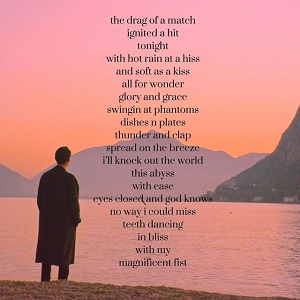 the drag of a match
ignited a hit
tonight
with hot rain at a hiss
and soft as a kiss
all for wonder
glory and grace
swingin at phantoms
dishes n plates
thunder and clap
spread on the breeze
i'll knock out the world
this abyss
with ease
eyes closed and god knows
no way i could miss
teeth dancing
in bliss
with my
magnificent fist